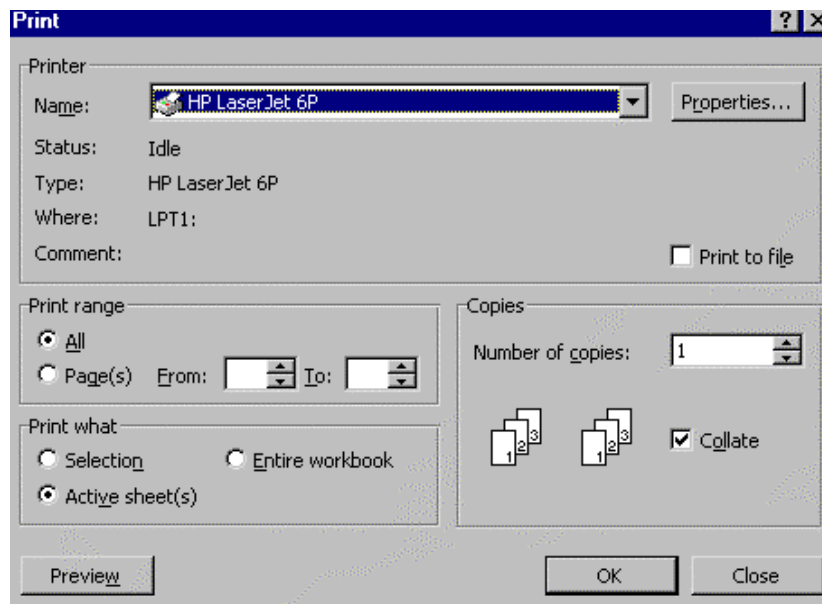 Print
Printer
Name: HP LaserJet 6P Properties...
Status: Idle
Type: HP LaserJet 6P
Where: LPT1:
Comment: Print to file
Print range
All
Page(s) From: To:
Copies
Number of copies: 1
1 2 3 1 2 3 Collate
Print what
Selection Entire workbook
Active sheet(s)
Preview OK Close